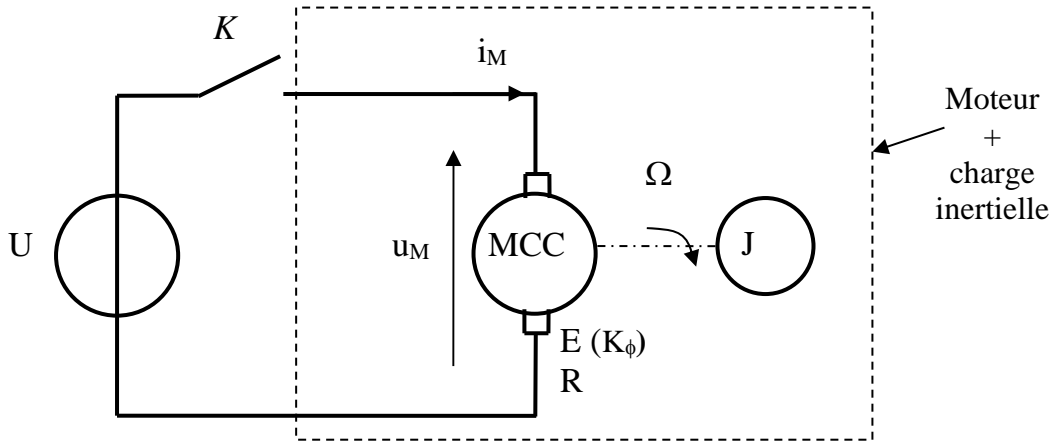 K
i_M
Moteur
+
charge
inertielle
Ω
U
u_M
MCC
J
E (K_ϕ)
R